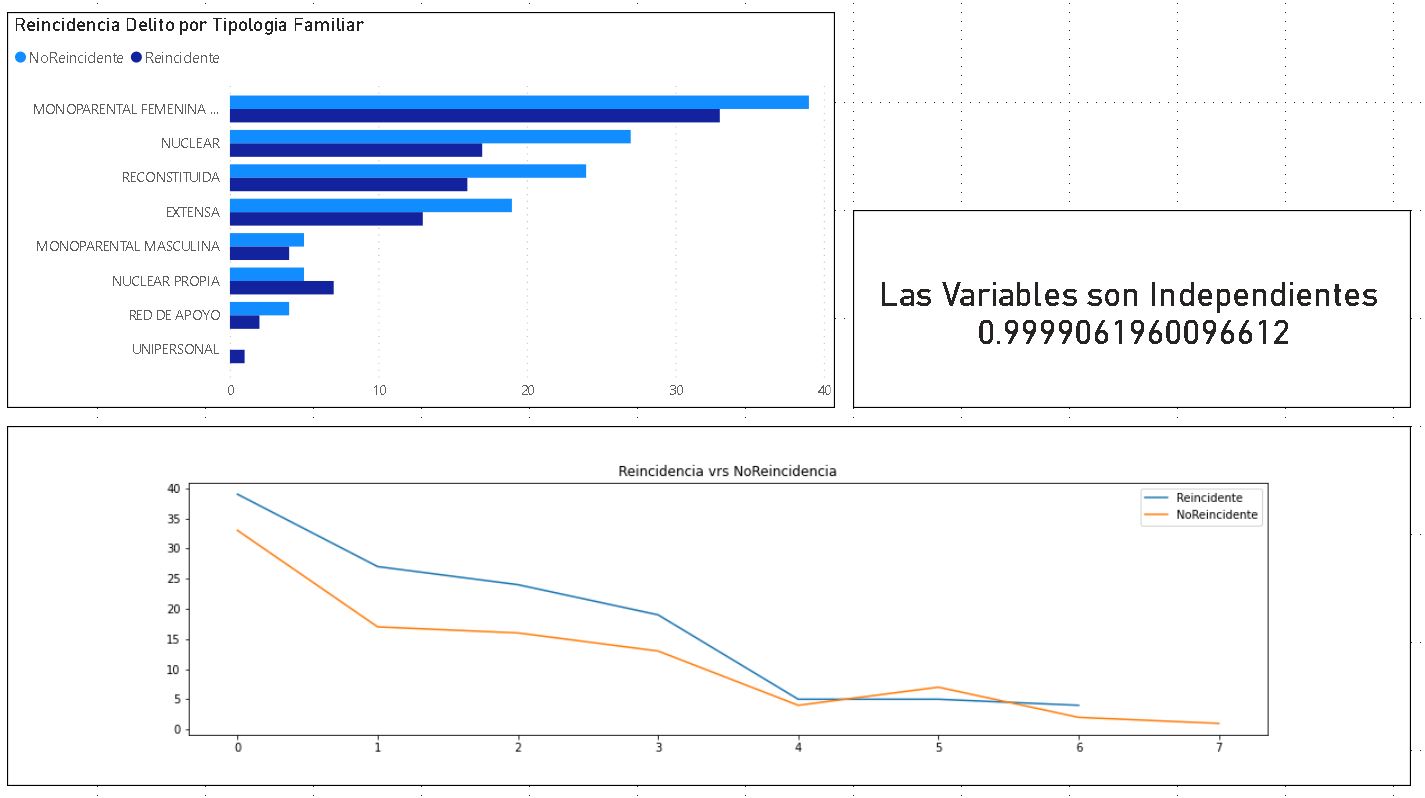 Reincidencia Delito por Tipologia Familiar
NoReincidente Reincidente
MONOPARENTAL FEMENINA ...
NUCLEAR
RECONSTITUIDA
EXTENSA
MONOPARENTAL MASCULINA
NUCLEAR PROPIA
RED DE APOYO
UNIPERSONAL
0 10 20 30 40
Las Variables son Independientes
0.9999061960096612
Reincidencia vrs NoReincidencia
Reincidente
NoReincidente
40
35
30
25
20
15
10
5
0
0 1 2 3 4 5 6 7